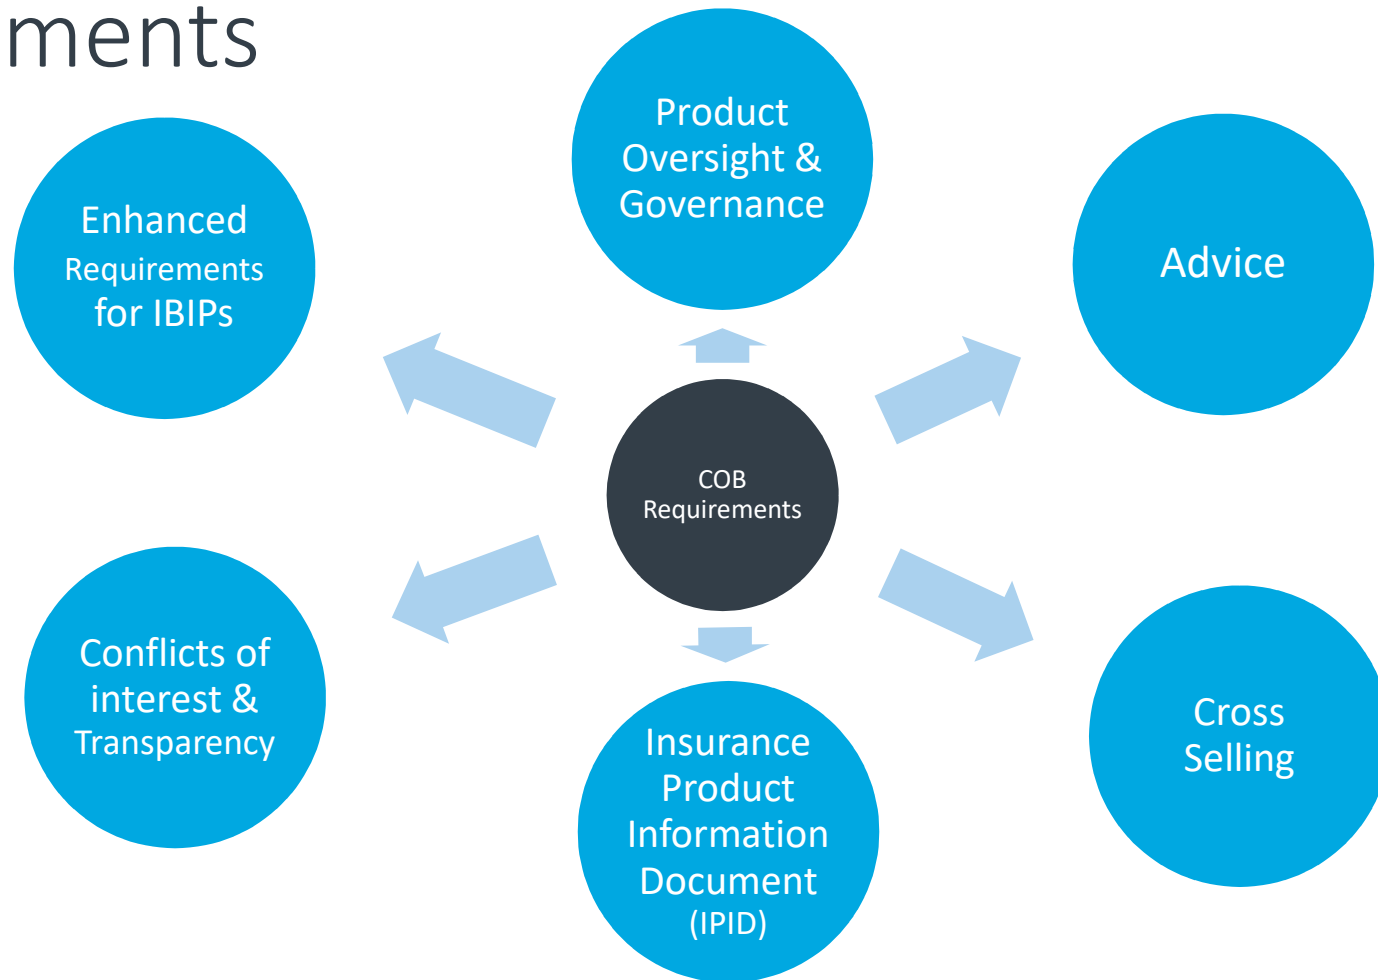 ments
Product
Oversight &
Governance
Enhanced
Requirements
for IBIPs
Advice
COB
Requirements
Conflicts of
interest &
Transparency
Cross
Selling
Insurance
Product
Information
Document
(IPID)